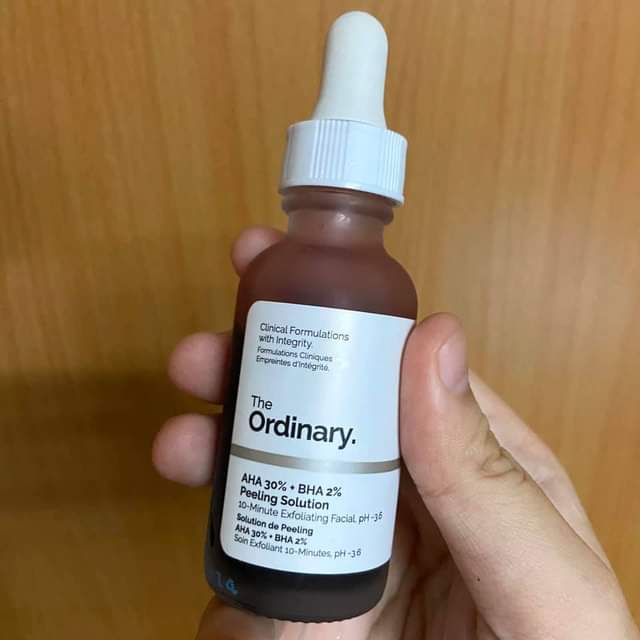 Clinical Formulations
with Integrity.
Formulations Cliniques
Empreintes d'Intégrité.
The
Ordinary.
AHA 30% + BHA 2%
Peeling Solution
10-Minute Exfoliating Facial, pH ~3.6
Solution de Peeling
AHA 30% + BHA 2%
Soin Exfoliant 10-Minutes, pH ~3.6